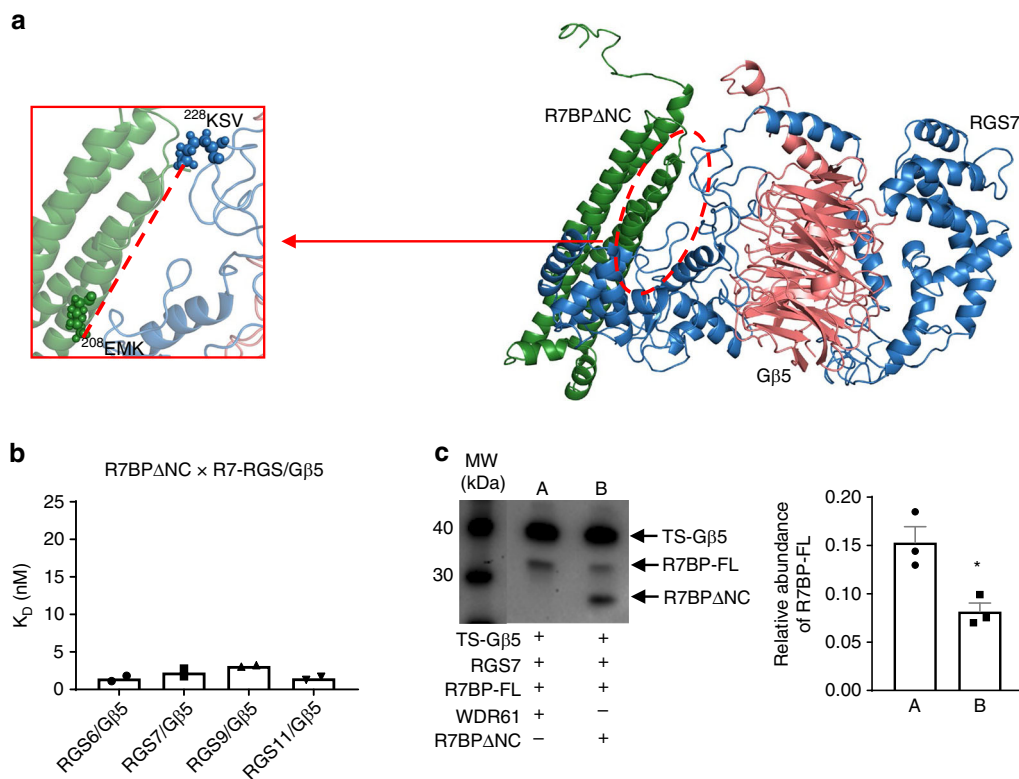 a
R7BPΔNC
RGS7
Gβ5
228KSV
208EMK
b
R7BPΔNC × R7-RGS/Gβ5
KD (nM)
25
20
15
10
5
0
RGS6/Gβ5
RGS7/Gβ5
RGS9/Gβ5
RGS11/Gβ5
c
MW
(kDa)
A
B
40
30
TS-Gβ5
R7BP-FL
R7BPΔNC
TS-Gβ5 + +
RGS7 + +
R7BP-FL + +
WDR61 + –
R7BPΔNC – +
Relative abundance
of R7BP-FL
0.20
0.15
0.10
0.05
0.00
*
A
B